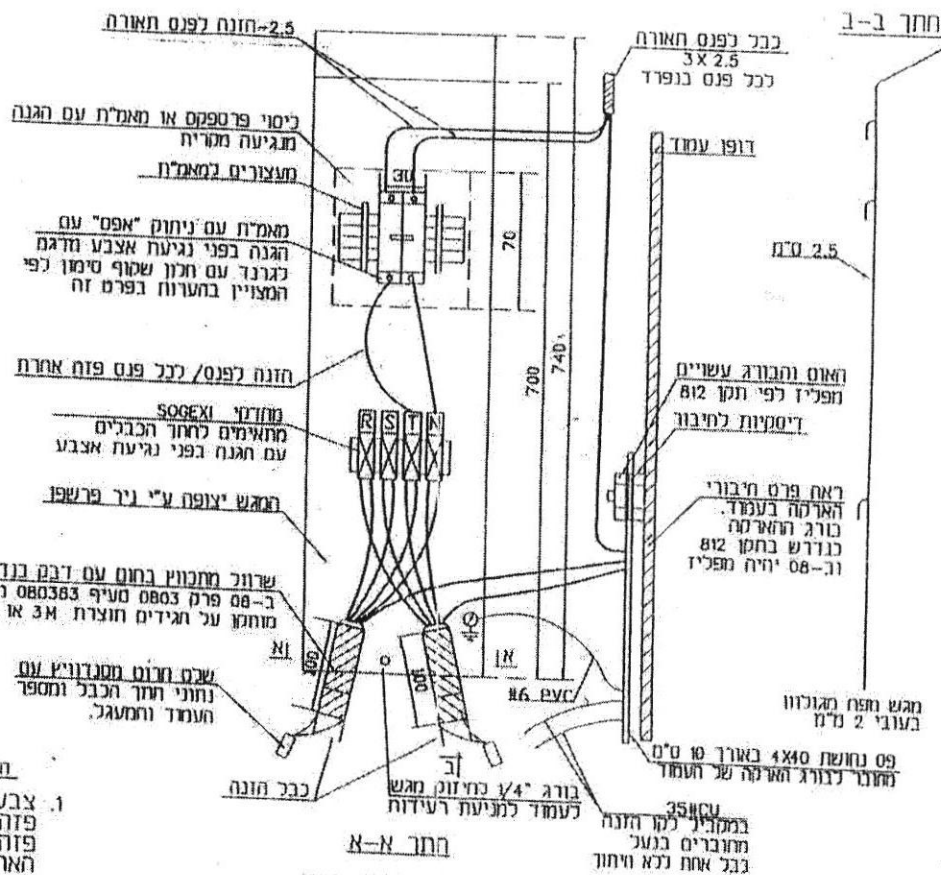 חתך ב-ב
2.5 ס"מ
מגש מפח מגולוון
בעובי 2 מ"מ
כבל לפנס תאורה
3X2.5
לכל פנס בנפרד
דופן עמוד
האום והבורג עשויים
מפליז לפי תקן 812
דיסקיות לחיבור
ראה פרט חיבורי
הארקה בעמוד.
בורג ההארקה
כנדרש בתקן 812
וב-08 יהיה מפליז
פס נחושת 4X40 באורך 10 ס"מ
מחובר לבורג הארקה של העמוד
35#CU
במקביל לקו הזנה
מחוברים בנעל
כבל אחת ללא חיתוך
#6 PVC
2.5~הזנה לפנס תאורה
כיסוי פרספקס או מאמ"ת עם הגנה
מנגיעה מקרית
מעצורים למאמ"ת
מאמ"ת עם ניתוק "אפס" עם
הגנה בפני נגיעת אצבע מדגם
לגרנד עם חלון שקוף סימון לפי
המצויין בהערות בפרט זה
30
70
700
740
הזנה לפנס/ לכל פנס פזה אחרת
מהדקי SOGEXI
מתאימים לחתך הכבלים
עם הגנה בפני נגיעת אצבע
R S T N
המגש יצופה ע"י ניר פרשפן
שרוול מתכווץ בחום עם דבק
ב-08 פרק 0803 סעיף 080383
מותקן על הגידים תוצרת 3M או
א|
|א
100
100
שלט חרוט מסנדוויץ עם
נתוני חתך הכבל ומספר
העמוד והמעגל.
כבל הזנה
ב|
בורג "1/4 לחיזוק מגש
לעמוד למניעת רעידות
חתך א-א
1. צבע
פזה
פזה